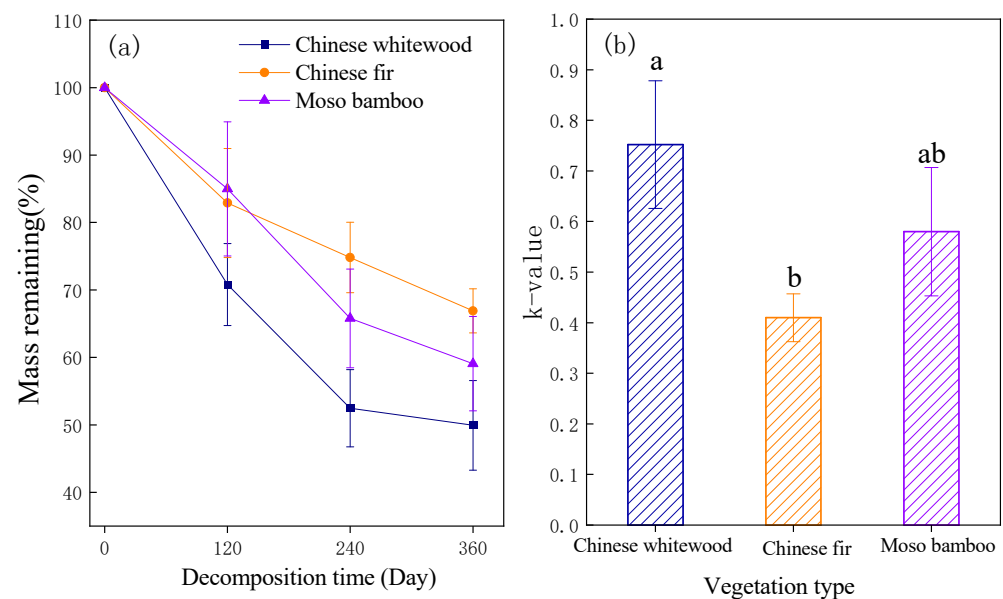 (a)
Chinese whitewood
Chinese fir
Moso bamboo
Mass remaining(%)
110
100
90
80
70
60
50
40
0 120 240 360
Decomposition time (Day)
(b)
k-value
1.0
0.9
0.8
0.7
0.6
0.5
0.4
0.3
0.2
0.1
0.0
a
b
ab
Chinese whitewood Chinese fir Moso bamboo
Vegetation type